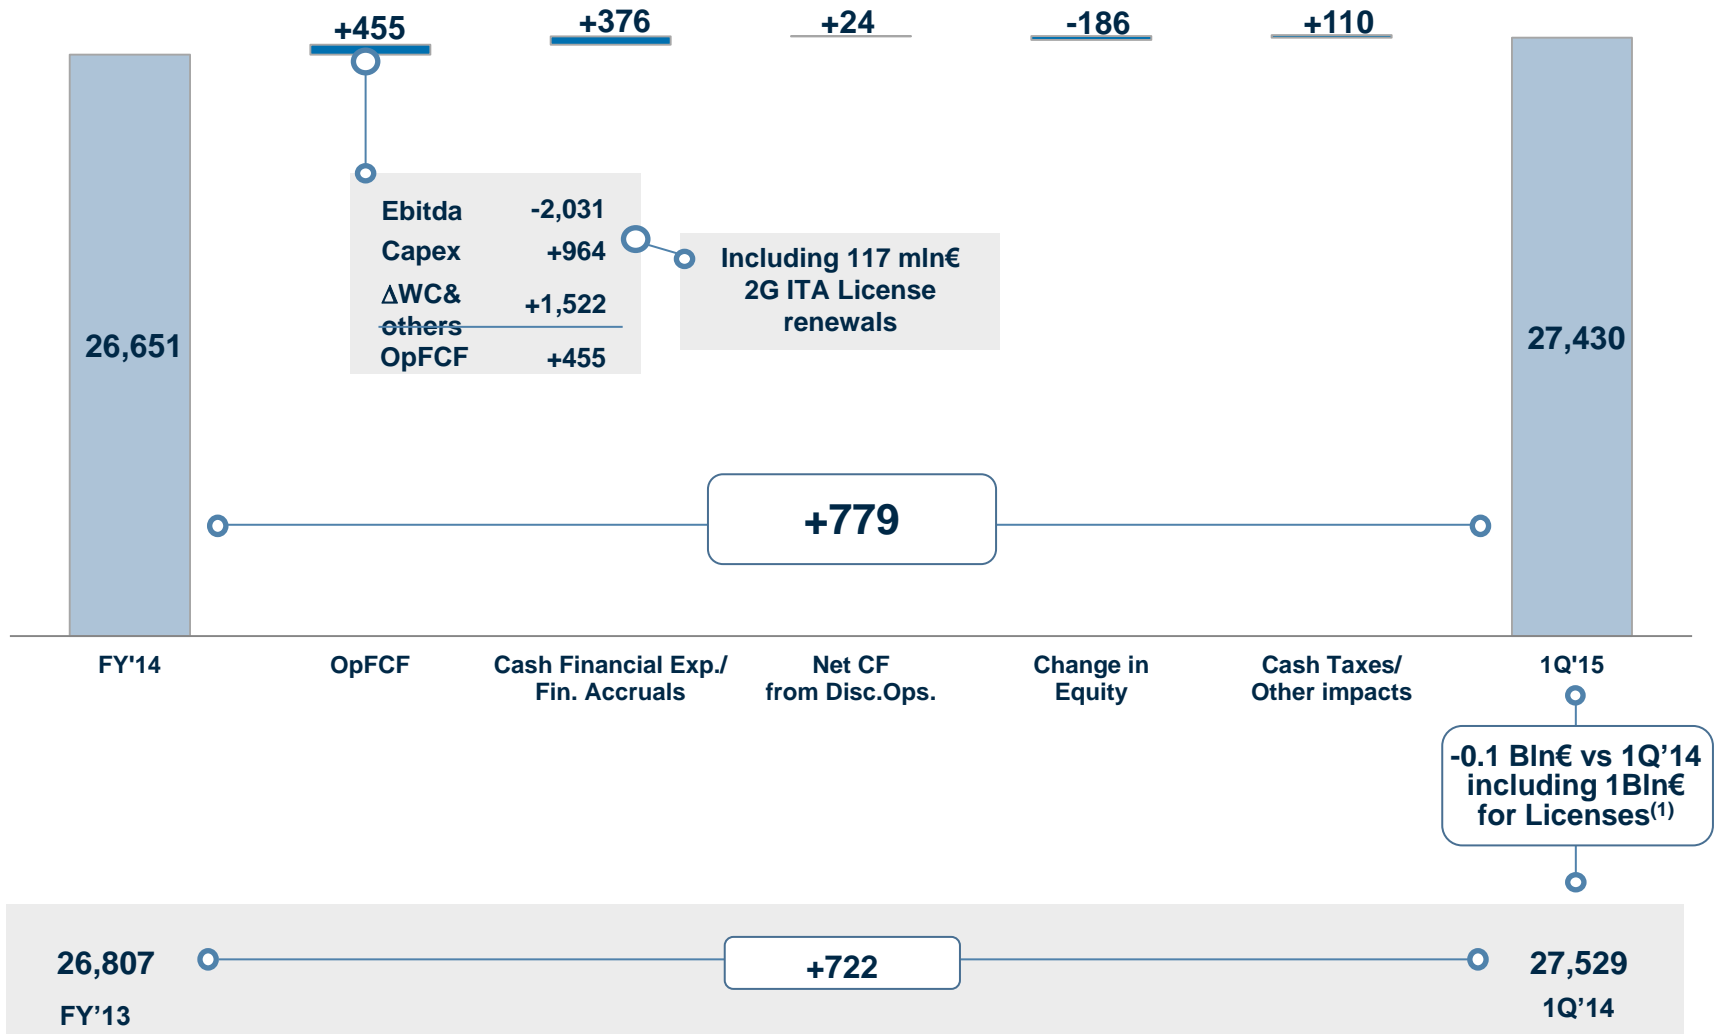 +455
+376
+24
-186
+110
Ebitda -2,031
Capex +964
ΔWC&
others +1,522
OpFCF +455
Including 117 mln€
2G ITA License
renewals
26,651
27,430
+779
FY'14
OpFCF
Cash Financial Exp./
Fin. Accruals
Net CF
from Disc.Ops.
Change in
Equity
Cash Taxes/
Other impacts
1Q'15
-0.1 Bln€ vs 1Q’14
including 1Bln€
for Licenses(1)
26,807
+722
27,529
FY’13
1Q’14